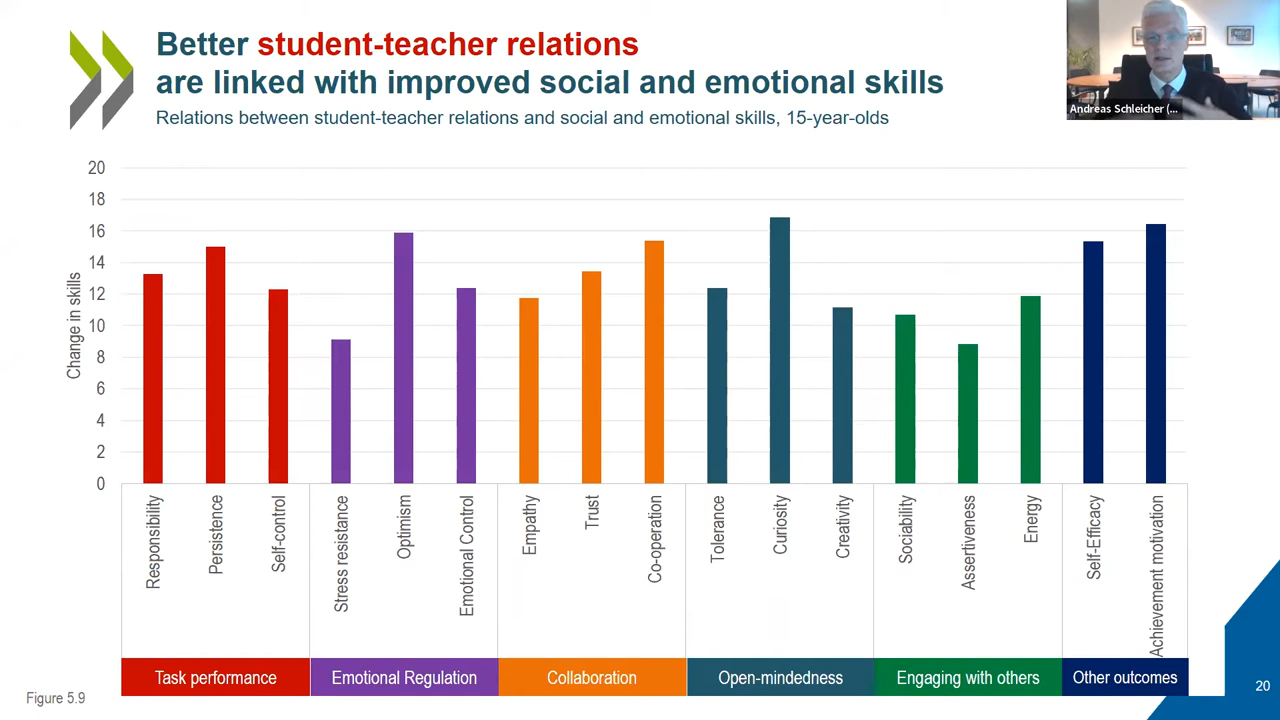 Better student-teacher relations
are linked with improved social and emotional skills
Relations between student-teacher relations and social and emotional skills, 15-year-olds
Andreas Schleicher (...
20
18
16
14
12
10
8
6
4
2
0
Change in skills
Responsibility
Persistence
Self-control
Stress resistance
Optimism
Emotional Control
Empathy
Trust
Co-operation
Tolerance
Curiosity
Creativity
Sociability
Assertiveness
Energy
Self-Efficacy
Achievement motivation
Task performance
Emotional Regulation
Collaboration
Open-mindedness
Engaging with others
Other outcomes
Figure 5.9
20